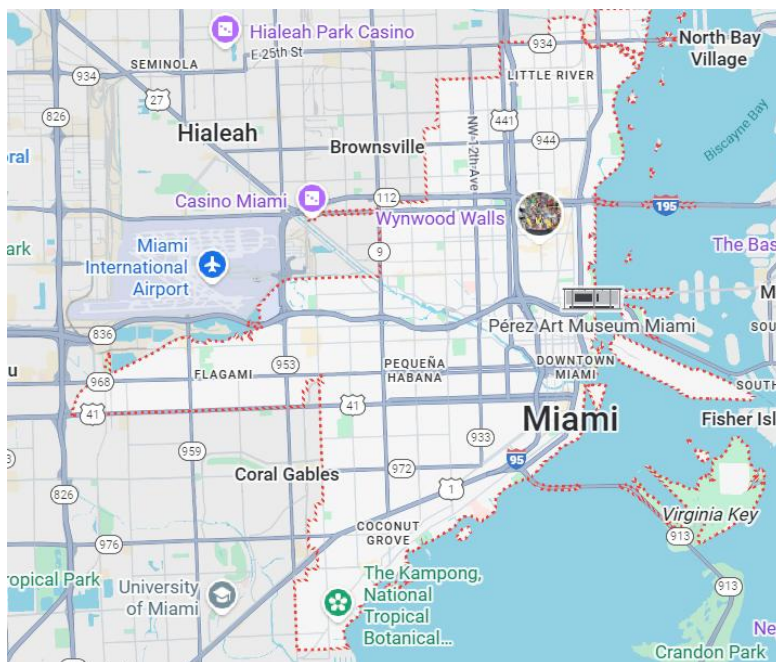 Hialeah Park Casino
E 25th St
934
North Bay
Village
SEMINOLA
934
LITTLE RIVER
27
826
441
NW 12th Ave
Hialeah
Brownsville
944
Biscayne Bay
oral
Casino Miami
112
Wynwood Walls
195
ark
Miami
International
Airport
9
The Bas
M
Pérez Art Museum Miami
SOU
836
953
PEQUEÑA
HABANA
DOWNTOWN
MIAMI
u
968
FLAGAMI
SOUTH
41
41
Miami
Fisher Isl
959
933
Coral Gables
972
95
3
826
1
Virginia Key
COCONUT
GROVE
913
976
913
ropical Park
University
of Miami
The Kampong,
National
Tropical
Botanical...
Ne
Crandon Park